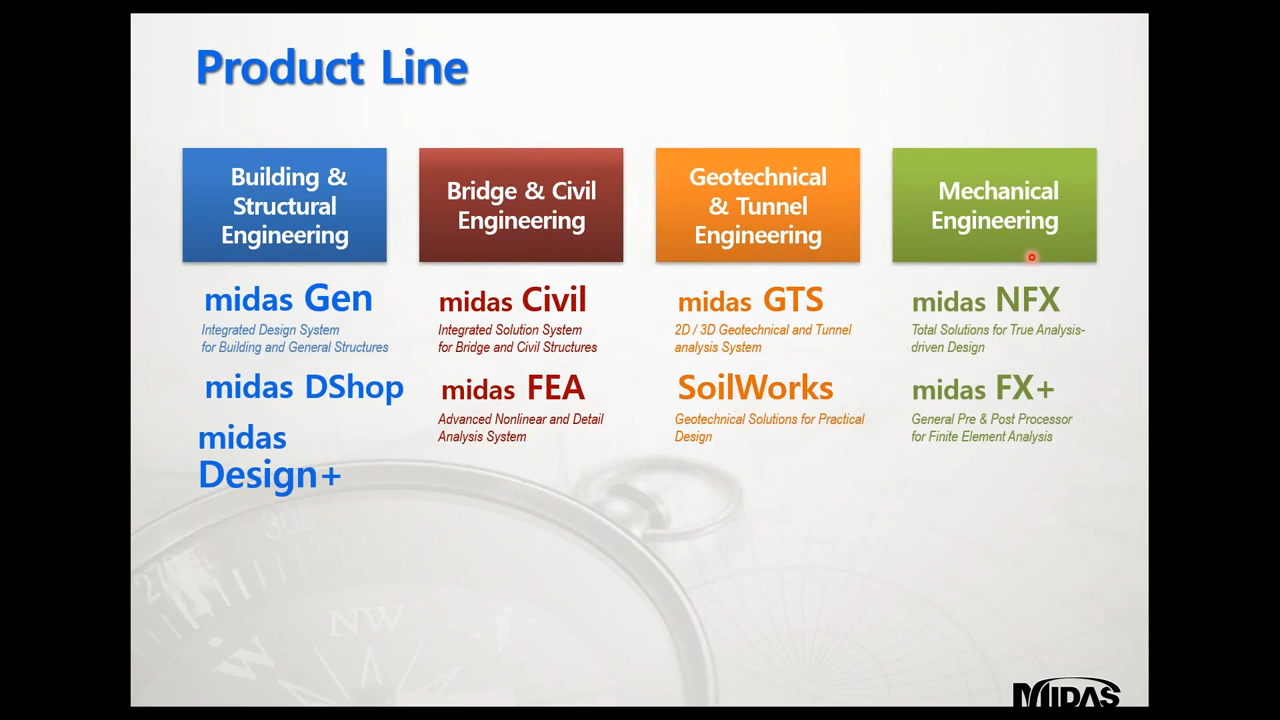 Product Line
Building &
Structural
Engineering
midas Gen
Integrated Design System
for Building and General Structures
midas DShop
midas
Design+
Bridge & Civil
Engineering
midas Civil
Integrated Solution System
for Bridge and Civil Structures
midas FEA
Advanced Nonlinear and Detail
Analysis System
Geotechnical
& Tunnel
Engineering
midas GTS
2D / 3D Geotechnical and Tunnel
analysis System
SoilWorks
Geotechnical Solutions for Practical
Design
Mechanical
Engineering
midas NFX
Total Solutions for True Analysis-
driven Design
midas FX+
General Pre & Post Processor
for Finite Element Analysis
300
NW
W
MIDAS